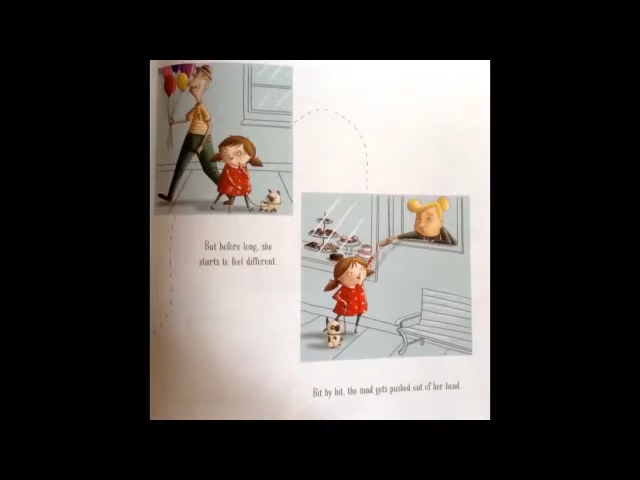 But before long, she
starts to feel different.
Bit by bit, the mad gets pushed out of her head.